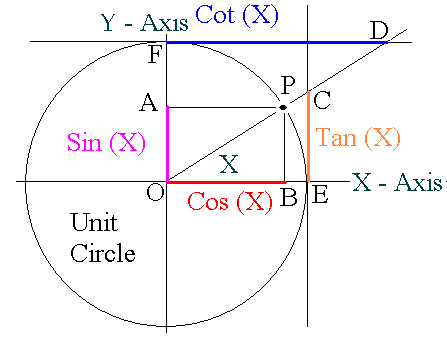 Y - Axis
Cot (X)
F
D
A
P
C
Sin (X)
X
Tan (X)
O
Cos (X)
B
E
X - Axis
Unit
Circle